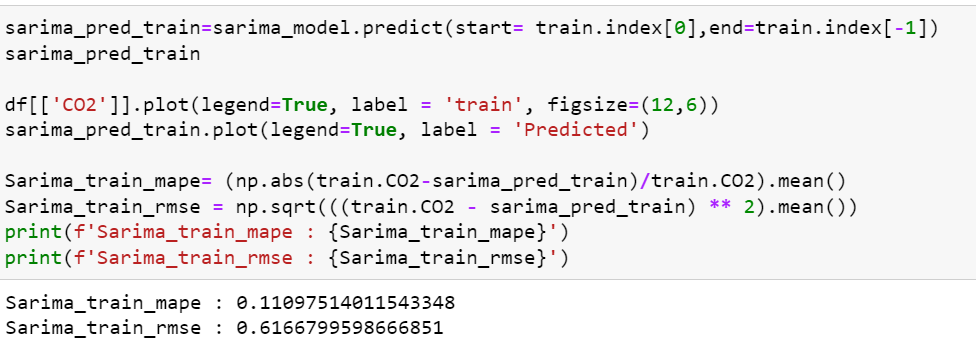 sarima_pred_train=sarima_model.predict(start= train.index[0],end=train.index[-1])
sarima_pred_train
df[['CO2']].plot(legend=True, label = 'train', figsize=(12,6))
sarima_pred_train.plot(legend=True, label = 'Predicted')
Sarima_train_mape= (np.abs(train.CO2-sarima_pred_train)/train.CO2).mean()
Sarima_train_rmse = np.sqrt(((train.CO2 - sarima_pred_train) ** 2).mean())
print(f'Sarima_train_mape : {Sarima_train_mape}')
print(f'Sarima_train_rmse : {Sarima_train_rmse}')
Sarima_train_mape : 0.11097514011543348
Sarima_train_rmse : 0.6166799598666851